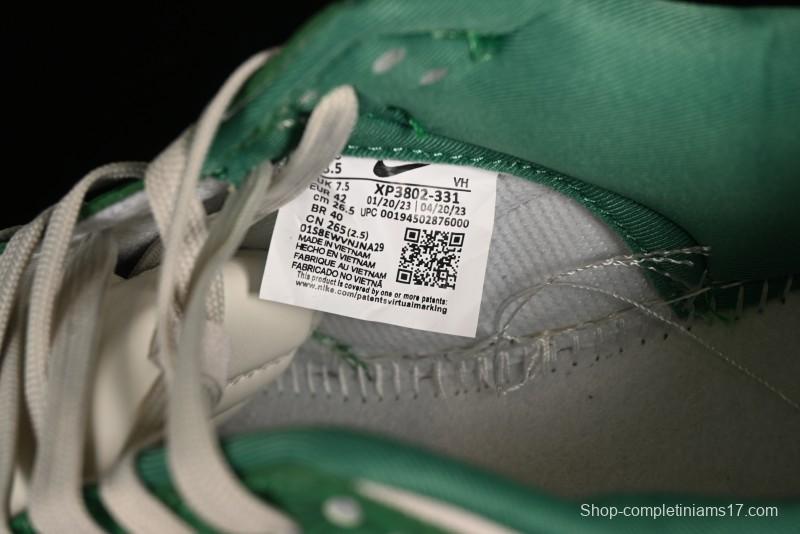 .5 VH
UK 7.5 XP3802-331
EUR 42 01/20/23 | 04/20/23
cm 26.5 UPC 00194502876000
BR 40
CN 265(2.5)
01S8EWVNJNA29
MADE IN VIETNAM
HECHO EN VIETNAM
FABRIQUE AU VIETNAM
FABRICADO NO VIETNÃ
This product is covered by one or more patents:
www.nike.com/patentsvirtualmarking
Shop-completiniams17.com